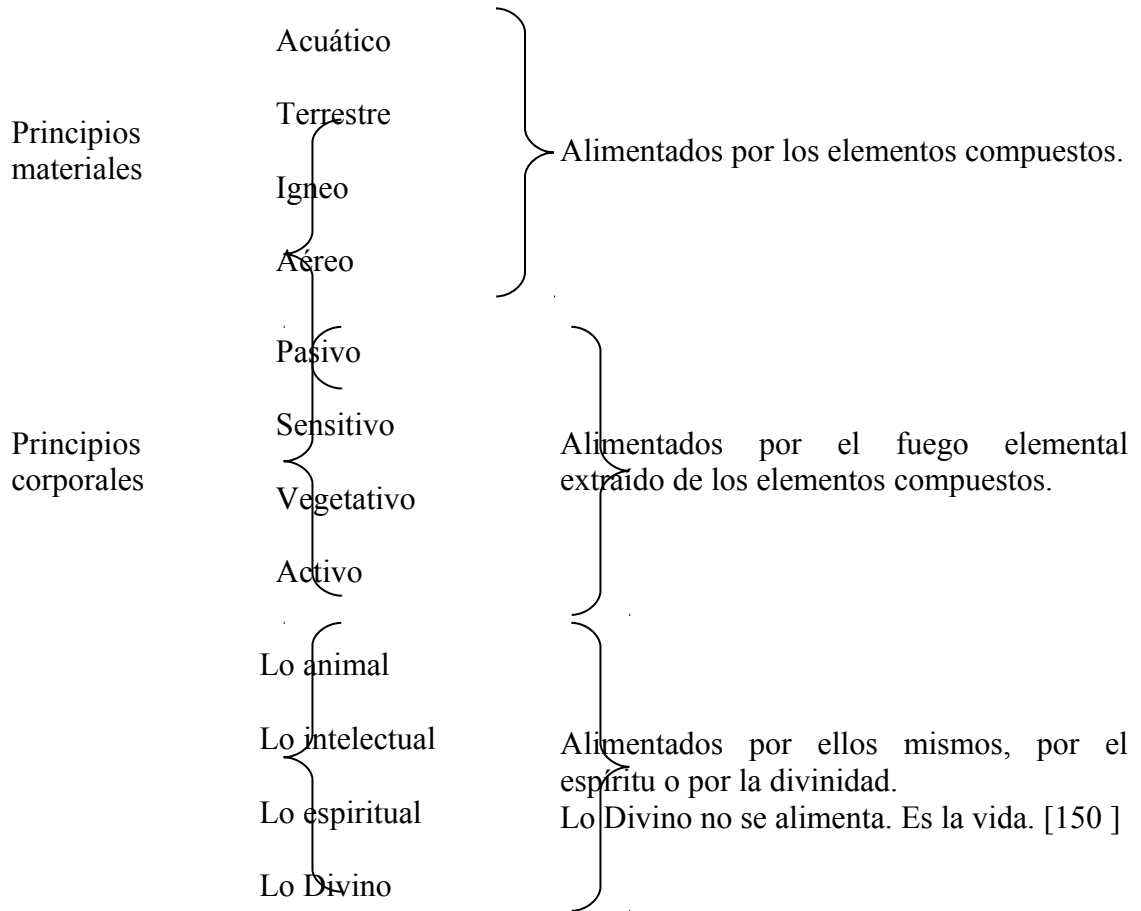 Principios
materiales
Acuático
Terrestre
Igneo
Aéreo
Alimentados por los elementos compuestos.
Principios
corporales
Pasivo
Sensitivo
Vegetativo
Activo
Alimentados por el fuego elemental
extraído de los elementos compuestos.
Lo animal
Lo intelectual
Lo espiritual
Lo Divino
Alimentados por ellos mismos, por el
espíritu o por la divinidad.
Lo Divino no se alimenta. Es la vida. [150 ]